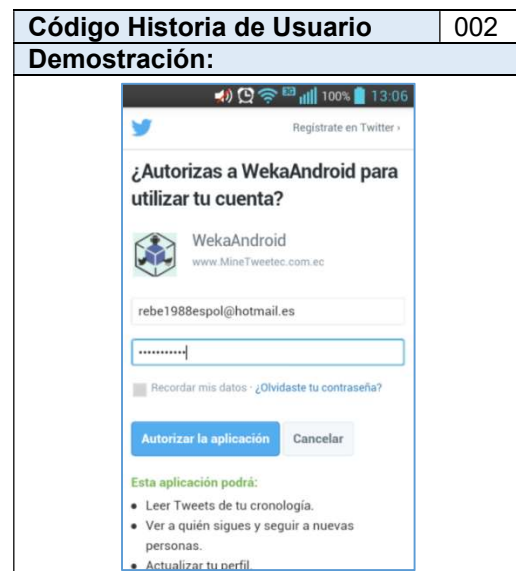 Código Historia de Usuario 002
Demostración:
3G 100% 13:06
Regístrate en Twitter ›
¿Autorizas a WekaAndroid para
utilizar tu cuenta?
WekaAndroid
www.MineTweetec.com.ec
rebe1988espol@hotmail.es
•••••••••••
Recordar mis datos · ¿Olvidaste tu contraseña?
Autorizar la aplicación Cancelar
Esta aplicación podrá:
• Leer Tweets de tu cronología.
• Ver a quién sigues y seguir a nuevas
personas.
• Actualizar tu perfil.